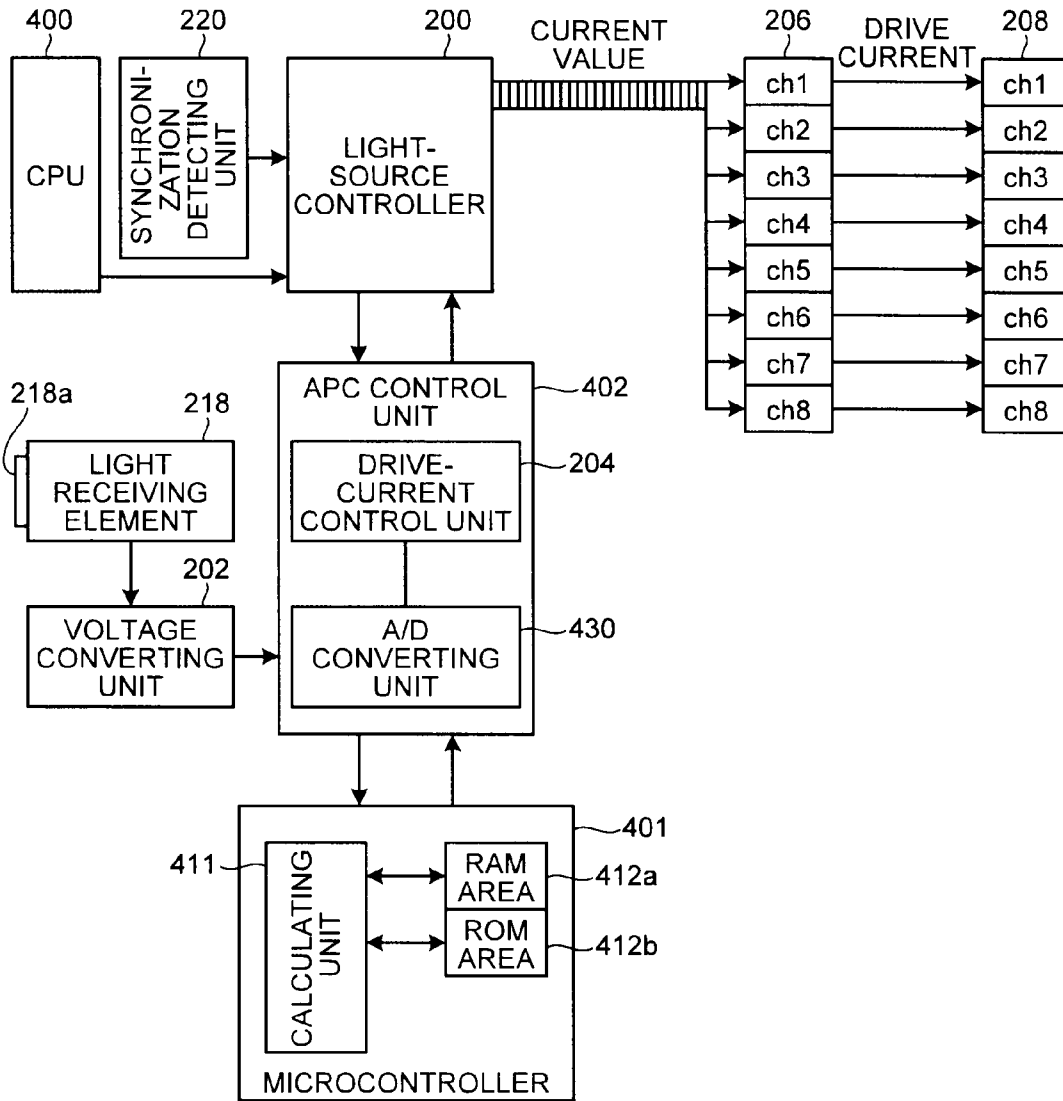 400
220
200
CURRENT
VALUE
206
DRIVE
CURRENT
208
CPU
SYNCHRONI-
ZATION
DETECTING
UNIT
LIGHT-
SOURCE
CONTROLLER
ch1
ch2
ch3
ch4
ch5
ch6
ch7
ch8
ch1
ch2
ch3
ch4
ch5
ch6
ch7
ch8
APC CONTROL
UNIT
402
218a
218
LIGHT
RECEIVING
ELEMENT
DRIVE-
CURRENT
CONTROL UNIT
204
202
VOLTAGE
CONVERTING
UNIT
A/D
CONVERTING
UNIT
430
401
411
CALCULATING
UNIT
RAM
AREA
412a
ROM
AREA
412b
MICROCONTROLLER